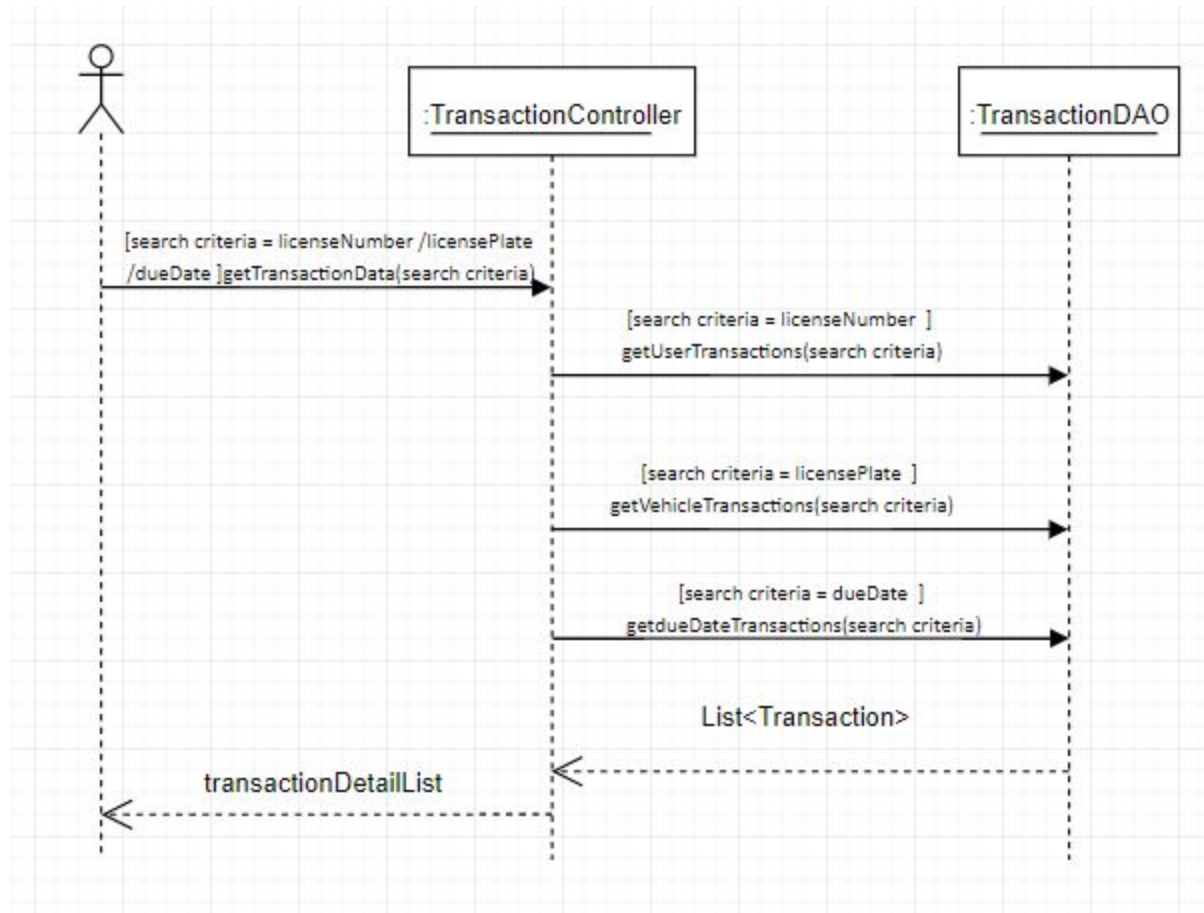 :TransactionController
:TransactionDAO
[search criteria = licenseNumber /licensePlate
/dueDate ]getTransactionData(search criteria)
[search criteria = licenseNumber ]
getUserTransactions(search criteria)
[search criteria = licensePlate ]
getVehicleTransactions(search criteria)
[search criteria = dueDate ]
getdueDateTransactions(search criteria)
List<Transaction>
transactionDetailList